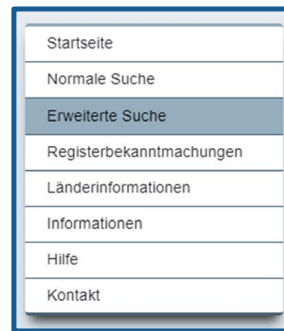 Startseite
Normale Suche
Erweiterte Suche
Registerbekanntmachungen
Länderinformationen
Informationen
Hilfe
Kontakt